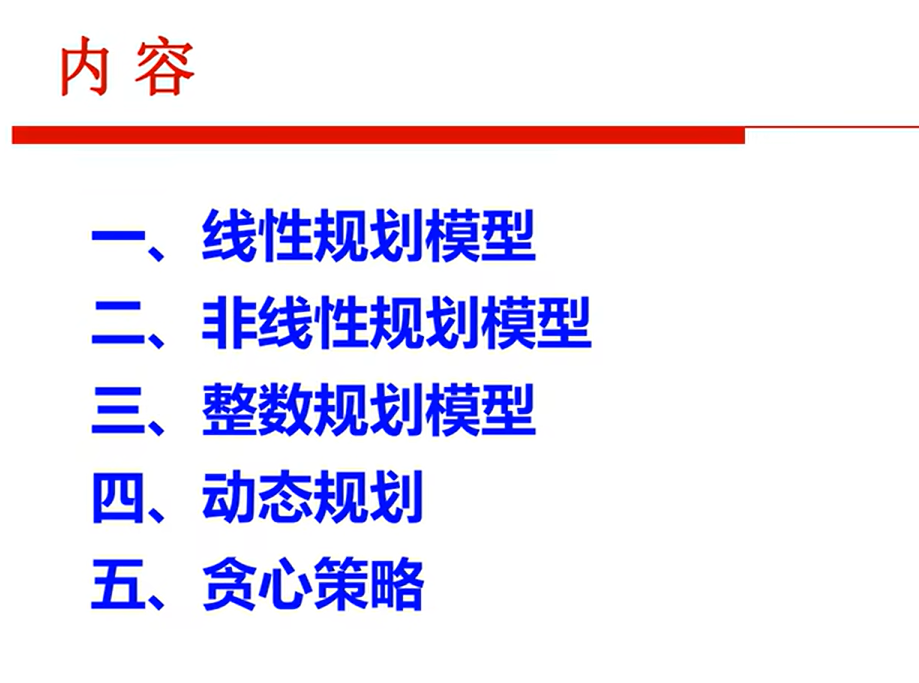 内 容
一、线性规划模型
二、非线性规划模型
三、整数规划模型
四、动态规划
五、贪心策略